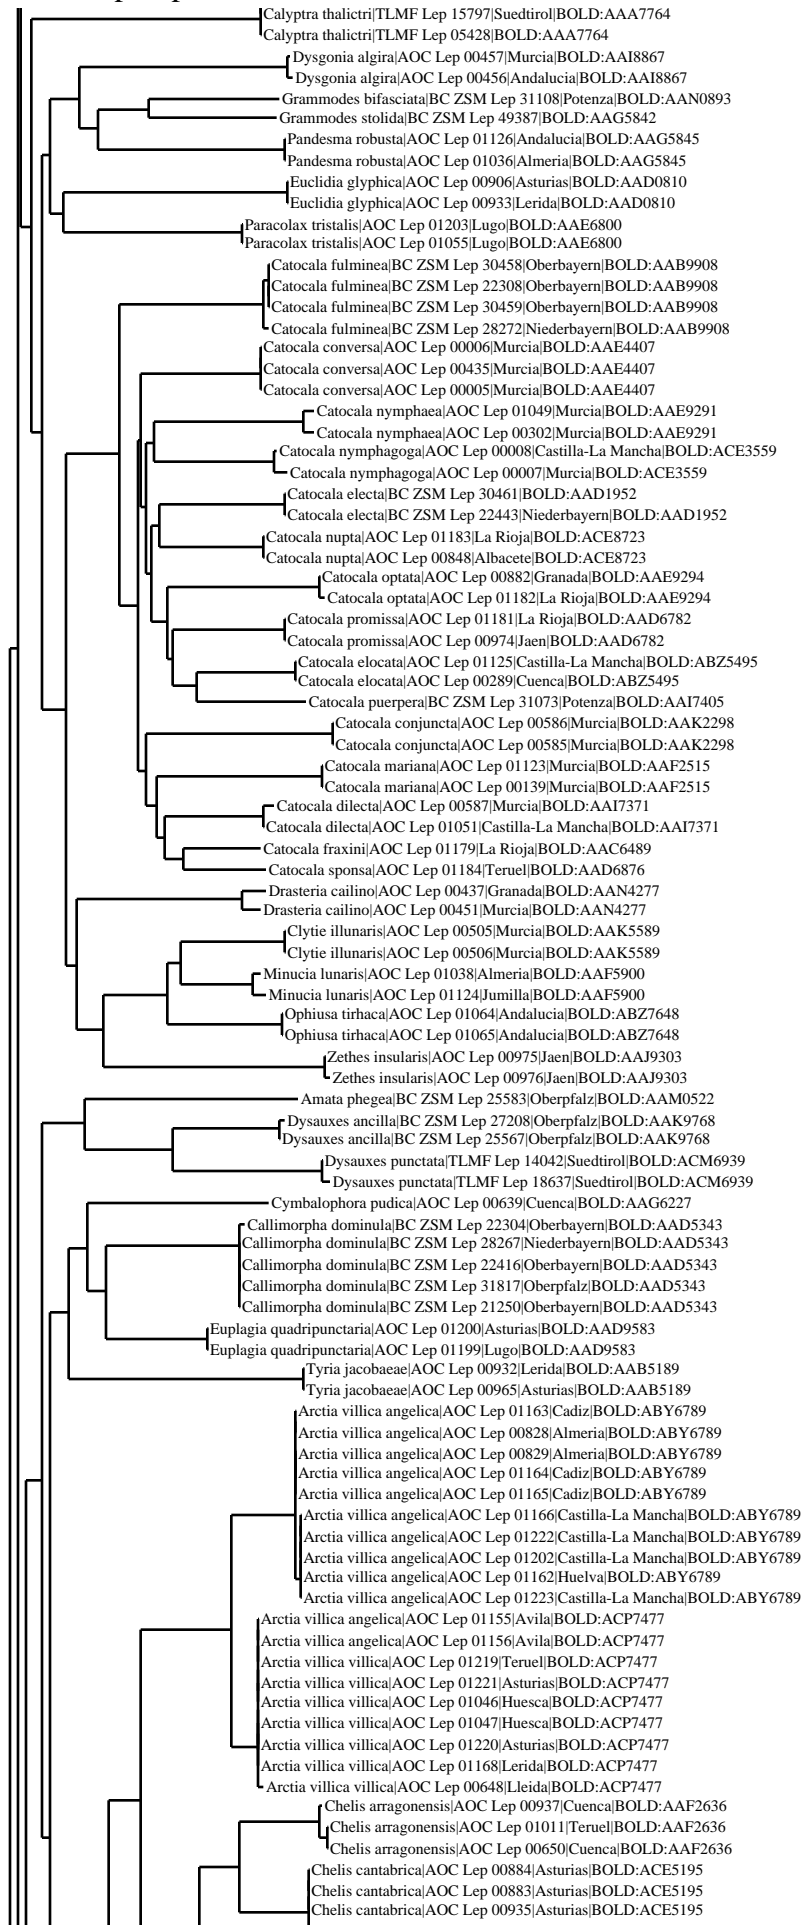 Calyptra thalictri|TLMF Lep 15797|Suedtirol|BOLD:AAA7764
Calyptra thalictri|TLMF Lep 05428|BOLD:AAA7764
Dysgonia algira|AOC Lep 00457|Murcia|BOLD:AAI8867
Dysgonia algira|AOC Lep 00456|Andalucia|BOLD:AAI8867
Grammodes bifasciata|BC ZSM Lep 31108|Potenza|BOLD:AAN0893
Grammodes stolida|BC ZSM Lep 49387|BOLD:AAG5842
Pandesma robusta|AOC Lep 01126|Andalucia|BOLD:AAG5845
Pandesma robusta|AOC Lep 01036|Almeria|BOLD:AAG5845
Euclidia glyphica|AOC Lep 00906|Asturias|BOLD:AAD0810
Euclidia glyphica|AOC Lep 00933|Lerida|BOLD:AAD0810
Paracolax tristalis|AOC Lep 01203|Lugo|BOLD:AAE6800
Paracolax tristalis|AOC Lep 01055|Lugo|BOLD:AAE6800
Catocala fulminea|BC ZSM Lep 30458|Oberbayern|BOLD:AAB9908
Catocala fulminea|BC ZSM Lep 22308|Oberbayern|BOLD:AAB9908
Catocala fulminea|BC ZSM Lep 30459|Oberbayern|BOLD:AAB9908
Catocala fulminea|BC ZSM Lep 28272|Niederbayern|BOLD:AAB9908
Catocala conversa|AOC Lep 00006|Murcia|BOLD:AAE4407
Catocala conversa|AOC Lep 00435|Murcia|BOLD:AAE4407
Catocala conversa|AOC Lep 00005|Murcia|BOLD:AAE4407
Catocala nymphaea|AOC Lep 01049|Murcia|BOLD:AAE9291
Catocala nymphaea|AOC Lep 00302|Murcia|BOLD:AAE9291
Catocala nymphagoga|AOC Lep 00008|Castilla-La Mancha|BOLD:ACE3559
Catocala nymphagoga|AOC Lep 00007|Murcia|BOLD:ACE3559
Catocala electa|BC ZSM Lep 30461|BOLD:AAD1952
Catocala electa|BC ZSM Lep 22443|Niederbayern|BOLD:AAD1952
Catocala nupta|AOC Lep 01183|La Rioja|BOLD:ACE8723
Catocala nupta|AOC Lep 00848|Albacete|BOLD:ACE8723
Catocala optata|AOC Lep 00882|Granada|BOLD:AAE9294
Catocala optata|AOC Lep 01182|La Rioja|BOLD:AAE9294
Catocala promissa|AOC Lep 01181|La Rioja|BOLD:AAD6782
Catocala promissa|AOC Lep 00974|Jaen|BOLD:AAD6782
Catocala elocata|AOC Lep 01125|Castilla-La Mancha|BOLD:ABZ5495
Catocala elocata|AOC Lep 00289|Cuenca|BOLD:ABZ5495
Catocala puerpera|BC ZSM Lep 31073|Potenza|BOLD:AAI7405
Catocala conjuncta|AOC Lep 00586|Murcia|BOLD:AAK2298
Catocala conjuncta|AOC Lep 00585|Murcia|BOLD:AAK2298
Catocala mariana|AOC Lep 01123|Murcia|BOLD:AAF2515
Catocala mariana|AOC Lep 00139|Murcia|BOLD:AAF2515
Catocala dilecta|AOC Lep 00587|Murcia|BOLD:AAI7371
Catocala dilecta|AOC Lep 01051|Castilla-La Mancha|BOLD:AAI7371
Catocala fraxini|AOC Lep 01179|La Rioja|BOLD:AAC6489
Catocala sponsa|AOC Lep 01184|Teruel|BOLD:AAD6876
Drasteria cailino|AOC Lep 00437|Granada|BOLD:AAN4277
Drasteria cailino|AOC Lep 00451|Murcia|BOLD:AAN4277
Clytie illunaris|AOC Lep 00505|Murcia|BOLD:AAK5589
Clytie illunaris|AOC Lep 00506|Murcia|BOLD:AAK5589
Minucia lunaris|AOC Lep 01038|Almeria|BOLD:AAF5900
Minucia lunaris|AOC Lep 01124|Jumilla|BOLD:AAF5900
Ophiusa tirhaca|AOC Lep 01064|Andalucia|BOLD:ABZ7648
Ophiusa tirhaca|AOC Lep 01065|Andalucia|BOLD:ABZ7648
Zethes insularis|AOC Lep 00975|Jaen|BOLD:AAJ9303
Zethes insularis|AOC Lep 00976|Jaen|BOLD:AAJ9303
Amata phegea|BC ZSM Lep 25583|Oberpfalz|BOLD:AAM0522
Dysauxes ancilla|BC ZSM Lep 27208|Oberpfalz|BOLD:AAK9768
Dysauxes ancilla|BC ZSM Lep 25567|Oberpfalz|BOLD:AAK9768
Dysauxes punctata|TLMF Lep 14042|Suedtirol|BOLD:ACM6939
Dysauxes punctata|TLMF Lep 18637|Suedtirol|BOLD:ACM6939
Cymbalophora pudica|AOC Lep 00639|Cuenca|BOLD:AAG6227
Callimorpha dominula|BC ZSM Lep 22304|Oberbayern|BOLD:AAD5343
Callimorpha dominula|BC ZSM Lep 28267|Niederbayern|BOLD:AAD5343
Callimorpha dominula|BC ZSM Lep 22416|Oberbayern|BOLD:AAD5343
Callimorpha dominula|BC ZSM Lep 31817|Oberpfalz|BOLD:AAD5343
Callimorpha dominula|BC ZSM Lep 21250|Oberbayern|BOLD:AAD5343
Euplagia quadripunctaria|AOC Lep 01200|Asturias|BOLD:AAD9583
Euplagia quadripunctaria|AOC Lep 01199|Lugo|BOLD:AAD9583
Tyria jacobaeae|AOC Lep 00932|Lerida|BOLD:AAB5189
Tyria jacobaeae|AOC Lep 00965|Asturias|BOLD:AAB5189
Arctia villica angelica|AOC Lep 01163|Cadiz|BOLD:ABY6789
Arctia villica angelica|AOC Lep 00828|Almeria|BOLD:ABY6789
Arctia villica angelica|AOC Lep 00829|Almeria|BOLD:ABY6789
Arctia villica angelica|AOC Lep 01164|Cadiz|BOLD:ABY6789
Arctia villica angelica|AOC Lep 01165|Cadiz|BOLD:ABY6789
Arctia villica angelica|AOC Lep 01166|Castilla-La Mancha|BOLD:ABY6789
Arctia villica angelica|AOC Lep 01222|Castilla-La Mancha|BOLD:ABY6789
Arctia villica angelica|AOC Lep 01202|Castilla-La Mancha|BOLD:ABY6789
Arctia villica angelica|AOC Lep 01162|Huelva|BOLD:ABY6789
Arctia villica angelica|AOC Lep 01223|Castilla-La Mancha|BOLD:ABY6789
Arctia villica angelica|AOC Lep 01155|Avila|BOLD:ACP7477
Arctia villica angelica|AOC Lep 01156|Avila|BOLD:ACP7477
Arctia villica villica|AOC Lep 01219|Teruel|BOLD:ACP7477
Arctia villica villica|AOC Lep 01221|Asturias|BOLD:ACP7477
Arctia villica villica|AOC Lep 01046|Huesca|BOLD:ACP7477
Arctia villica villica|AOC Lep 01047|Huesca|BOLD:ACP7477
Arctia villica villica|AOC Lep 01220|Asturias|BOLD:ACP7477
Arctia villica villica|AOC Lep 01168|Lerida|BOLD:ACP7477
Arctia villica villica|AOC Lep 00648|Lleida|BOLD:ACP7477
Chelis arragonensis|AOC Lep 00937|Cuenca|BOLD:AAF2636
Chelis arragonensis|AOC Lep 01011|Teruel|BOLD:AAF2636
Chelis arragonensis|AOC Lep 00650|Cuenca|BOLD:AAF2636
Chelis cantabrica|AOC Lep 00884|Asturias|BOLD:ACE5195
Chelis cantabrica|AOC Lep 00883|Asturias|BOLD:ACE5195
Chelis cantabrica|AOC Lep 00935|Asturias|BOLD:ACE5195